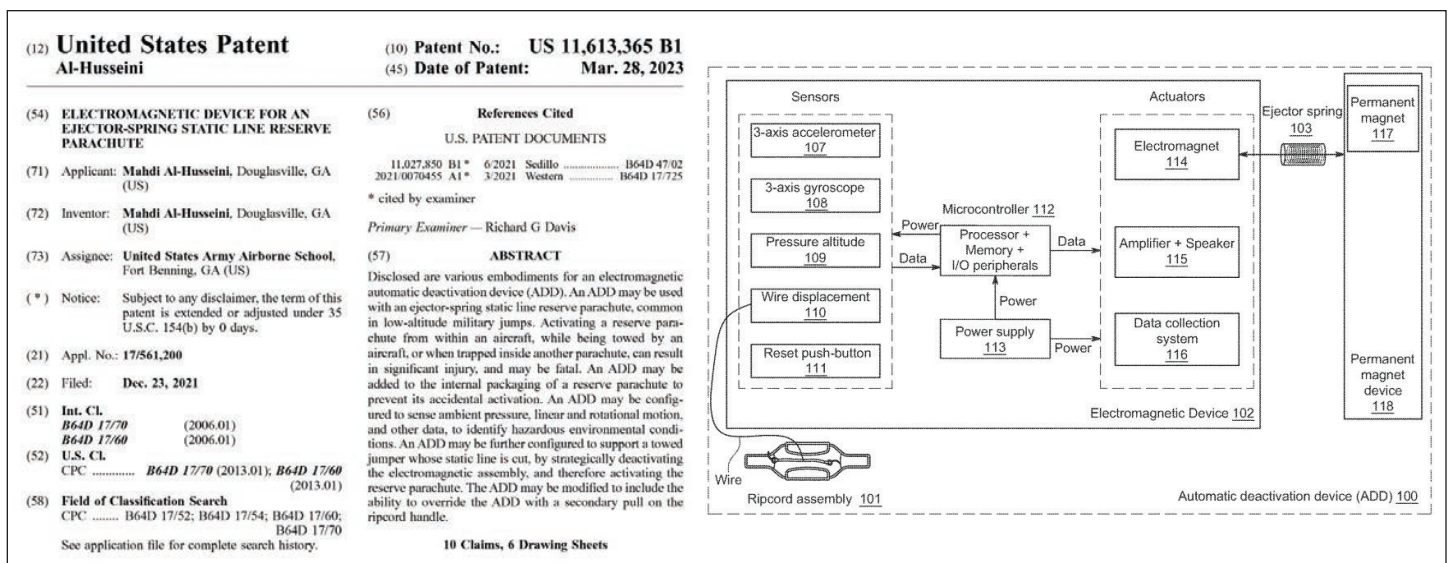 (12) United States Patent
Al-Husseini
(10) Patent No.: US 11,613,365 B1
(45) Date of Patent: Mar. 28, 2023
(54) ELECTROMAGNETIC DEVICE FOR AN
EJECTOR-SPRING STATIC LINE RESERVE
PARACHUTE
(71) Applicant: Mahdi Al-Husseini, Douglasville, GA
(US)
(72) Inventor: Mahdi Al-Husseini, Douglasville, GA
(US)
(73) Assignee: United States Army Airborne School,
Fort Benning, GA (US)
( * ) Notice: Subject to any disclaimer, the term of this
patent is extended or adjusted under 35
U.S.C. 154(b) by 0 days.
(21) Appl. No.: 17/561,200
(22) Filed: Dec. 23, 2021
(51) Int. Cl.
B64D 17/70 (2006.01)
B64D 17/60 (2006.01)
(52) U.S. Cl.
CPC ............. B64D 17/70 (2013.01); B64D 17/60
(2013.01)
(58) Field of Classification Search
CPC ........ B64D 17/52; B64D 17/54; B64D 17/60;
B64D 17/70
See application file for complete search history.
(56) References Cited
U.S. PATENT DOCUMENTS
11,027,850 B1 * 6/2021 Sedillo .................. B64D 47/02
2021/0070455 A1 * 3/2021 Western .............. B64D 17/725
* cited by examiner
Primary Examiner — Richard G Davis
(57) ABSTRACT
Disclosed are various embodiments for an electromagnetic
automatic deactivation device (ADD). An ADD may be used
with an ejector-spring static line reserve parachute, common
in low-altitude military jumps. Activating a reserve para-
chute from within an aircraft, while being towed by an
aircraft, or when trapped inside another parachute, can result
in significant injury, and may be fatal. An ADD may be
added to the internal packaging of a reserve parachute to
prevent its accidental activation. An ADD may be config-
ured to sense ambient pressure, linear and rotational motion,
and other data, to identify hazardous environmental condi-
tions. An ADD may be further configured to support a towed
jumper whose static line is cut, by strategically deactivating
the electromagnetic assembly, and therefore activating the
reserve parachute. The ADD may be modified to include the
ability to override the ADD with a secondary pull on the
ripcord handle.
10 Claims, 6 Drawing Sheets
Sensors
3-axis accelerometer
107
3-axis gyroscope
108
Pressure altitude
109
Wire displacement
110
Reset push-button
111
Microcontroller 112
Power
Processor +
Memory +
I/O peripherals
Data
Data
Power
Power supply
113
Power
Actuators
Electromagnet
114
Amplifier + Speaker
115
Data collection
system
116
Electromagnetic Device 102
Ejector spring
103
Permanent
magnet
117
Permanent
magnet
device
118
Wire
Ripcord assembly 101
Automatic deactivation device (ADD) 100